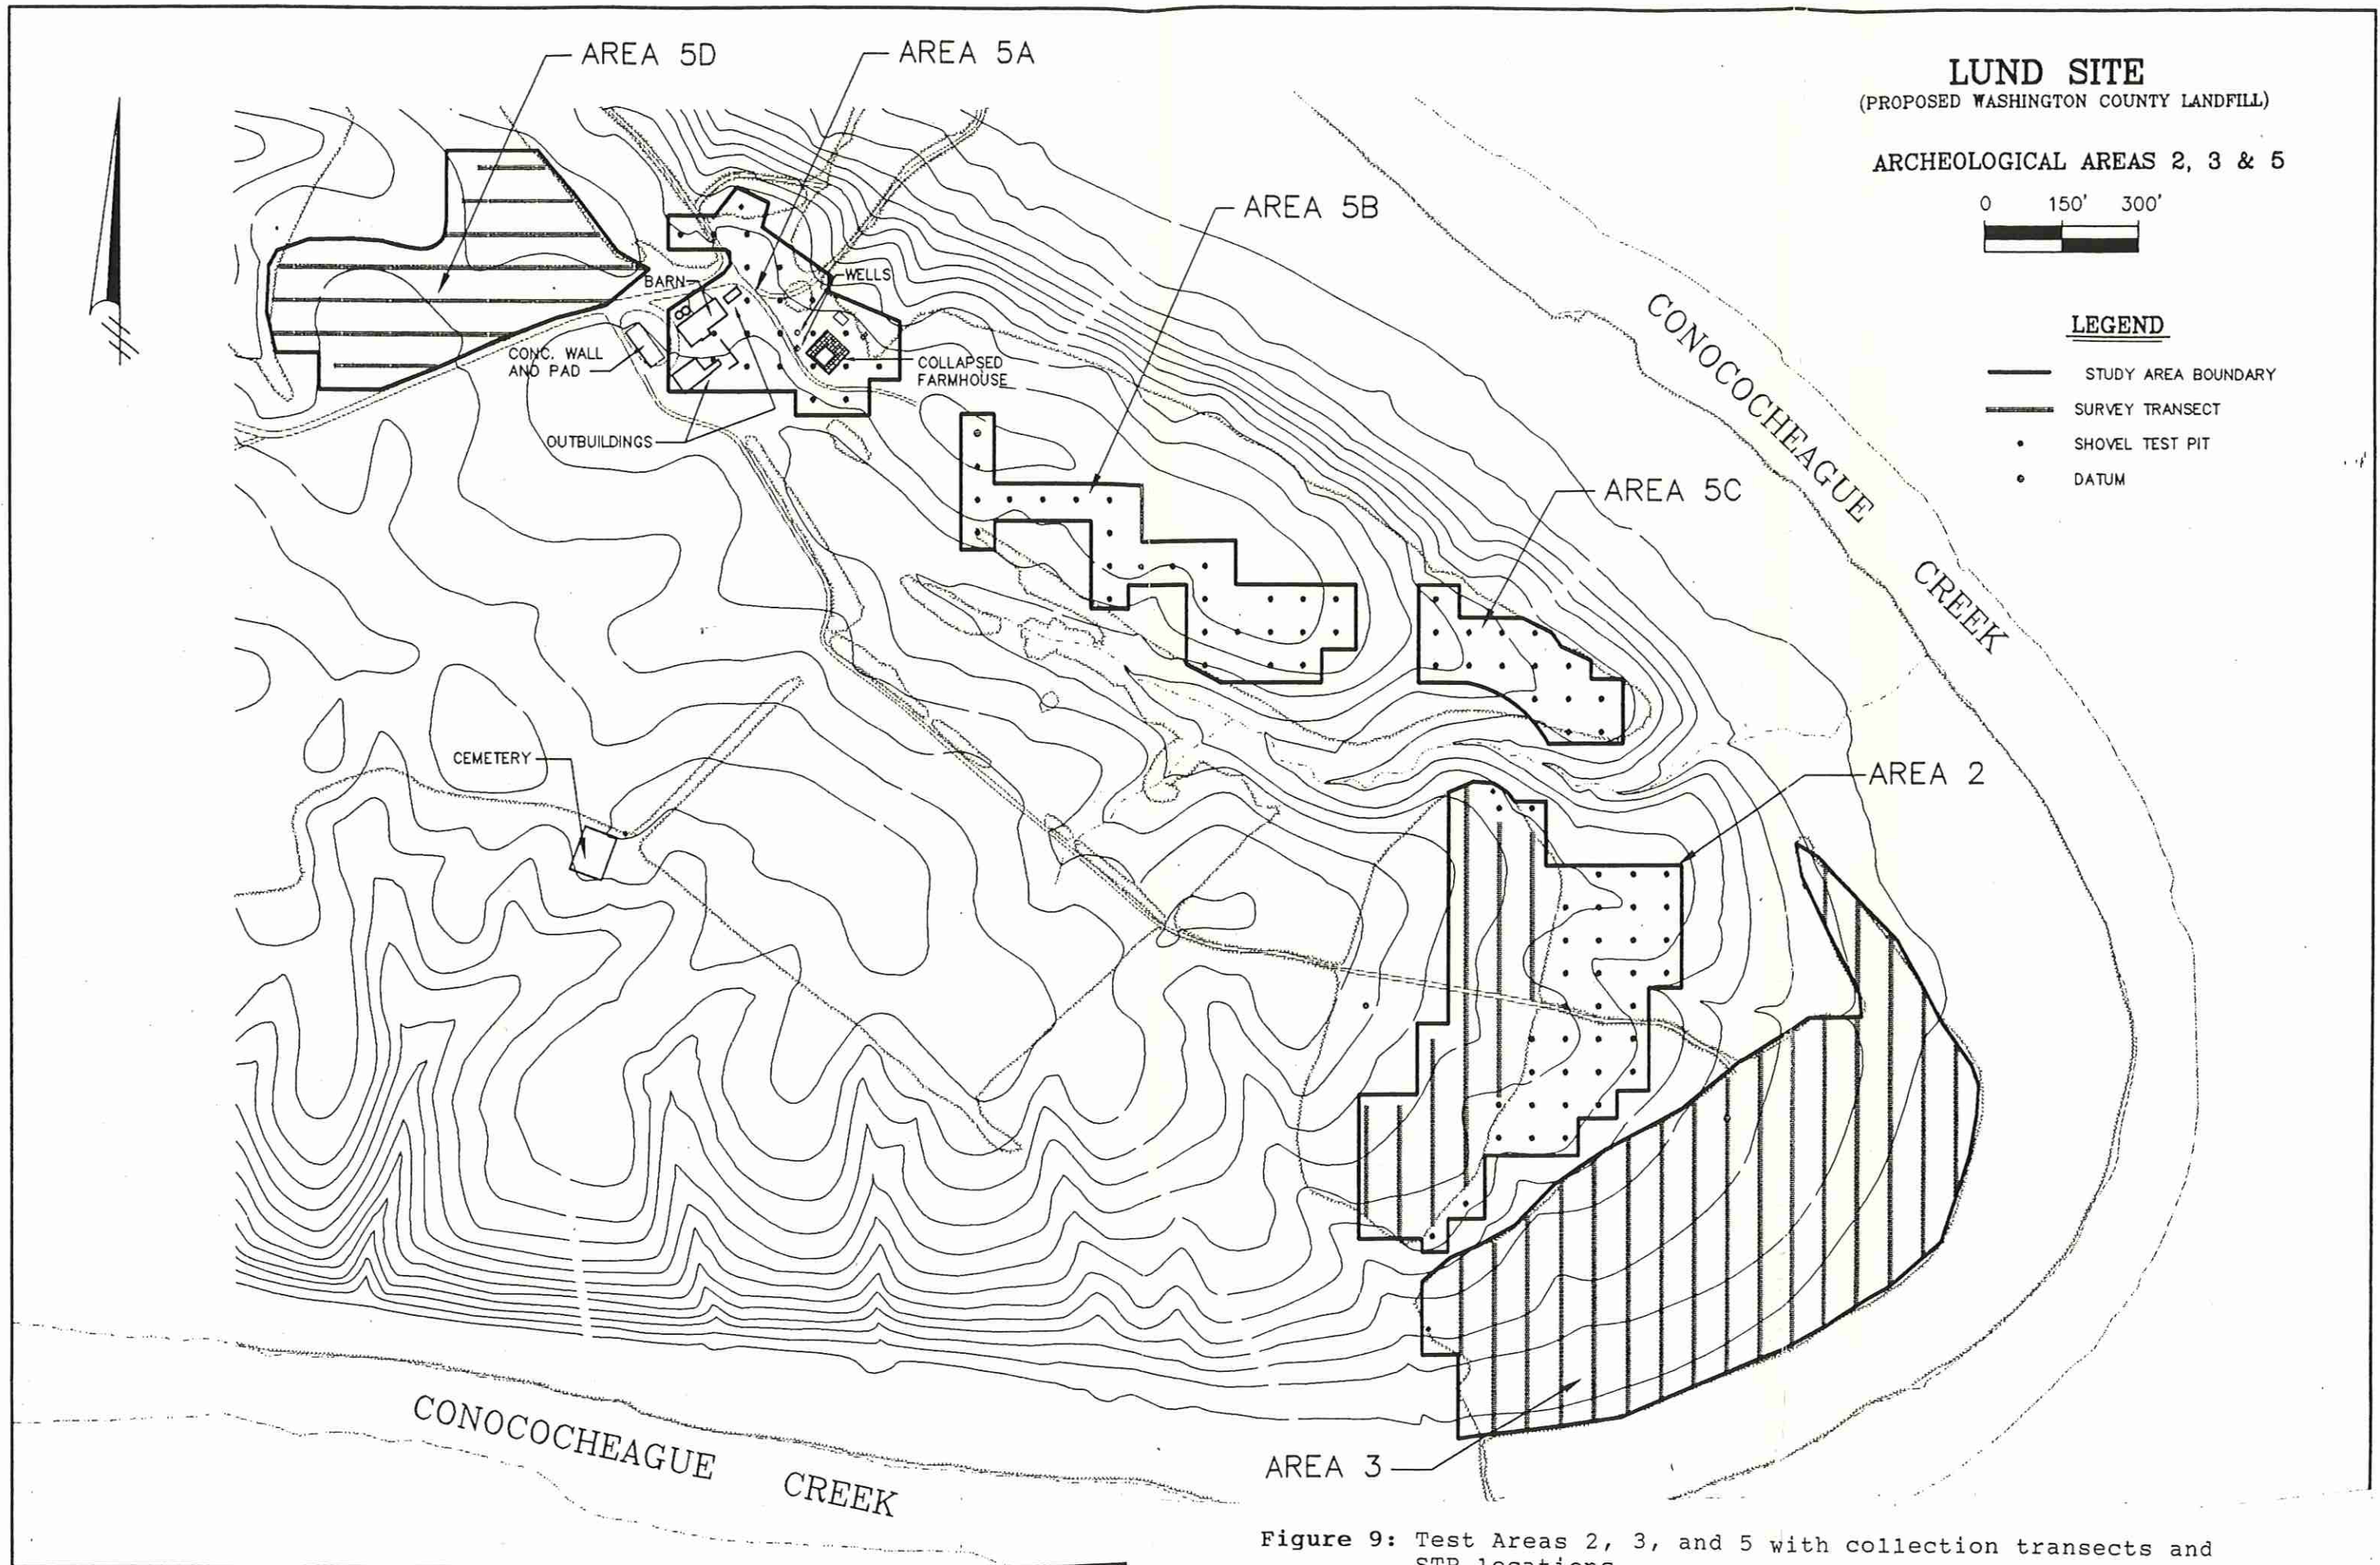 AREA 5D
AREA 5A
LUND SITE
(PROPOSED WASHINGTON COUNTY LANDFILL)
ARCHEOLOGICAL AREAS 2, 3 & 5
0 150' 300'
AREA 5B
LEGEND
STUDY AREA BOUNDARY
SURVEY TRANSECT
SHOVEL TEST PIT
DATUM
BARN
WELLS
CONC. WALL
AND PAD
COLLAPSED
FARMHOUSE
OUTBUILDINGS
CONOCOCHEAGUE
CREEK
AREA 5C
CEMETERY
AREA 2
CONOCOCHEAGUE
CREEK
AREA 3
Figure 9: Test Areas 2, 3, and 5 with collection transects and
STP locations